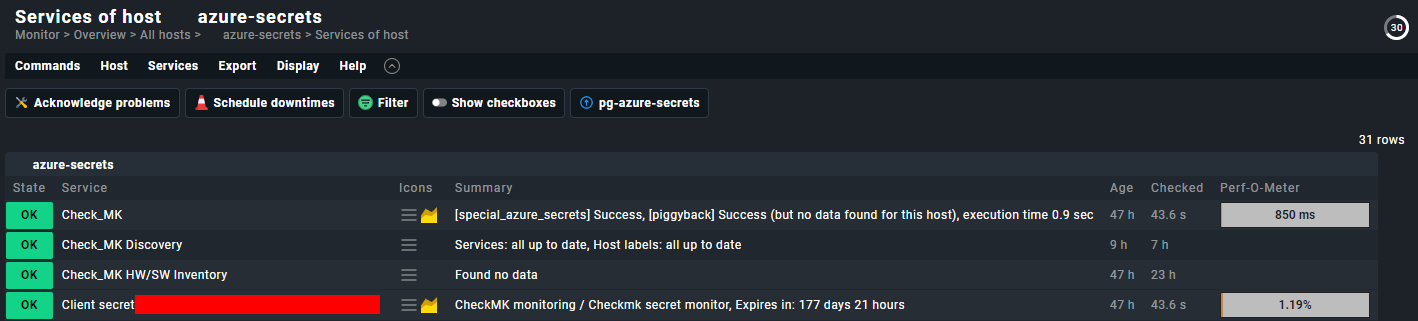 Services of host azure-secrets
Monitor > Overview > All hosts > azure-secrets > Services of host
30
Commands Host Services Export Display Help
Acknowledge problems Schedule downtimes Filter Show checkboxes pg-azure-secrets
31 rows
azure-secrets
State Service Icons Summary Age Checked Perf-O-Meter
OK Check_MK [special_azure_secrets] Success, [piggyback] Success (but no data found for this host), execution time 0.9 sec 47 h 43.6 s 850 ms
OK Check_MK Discovery Services: all up to date, Host labels: all up to date 9 h 7 h
OK Check_MK HW/SW Inventory Found no data 47 h 23 h
OK Client secret CheckMK monitoring / Checkmk secret monitor, Expires in: 177 days 21 hours 47 h 43.6 s 1.19%